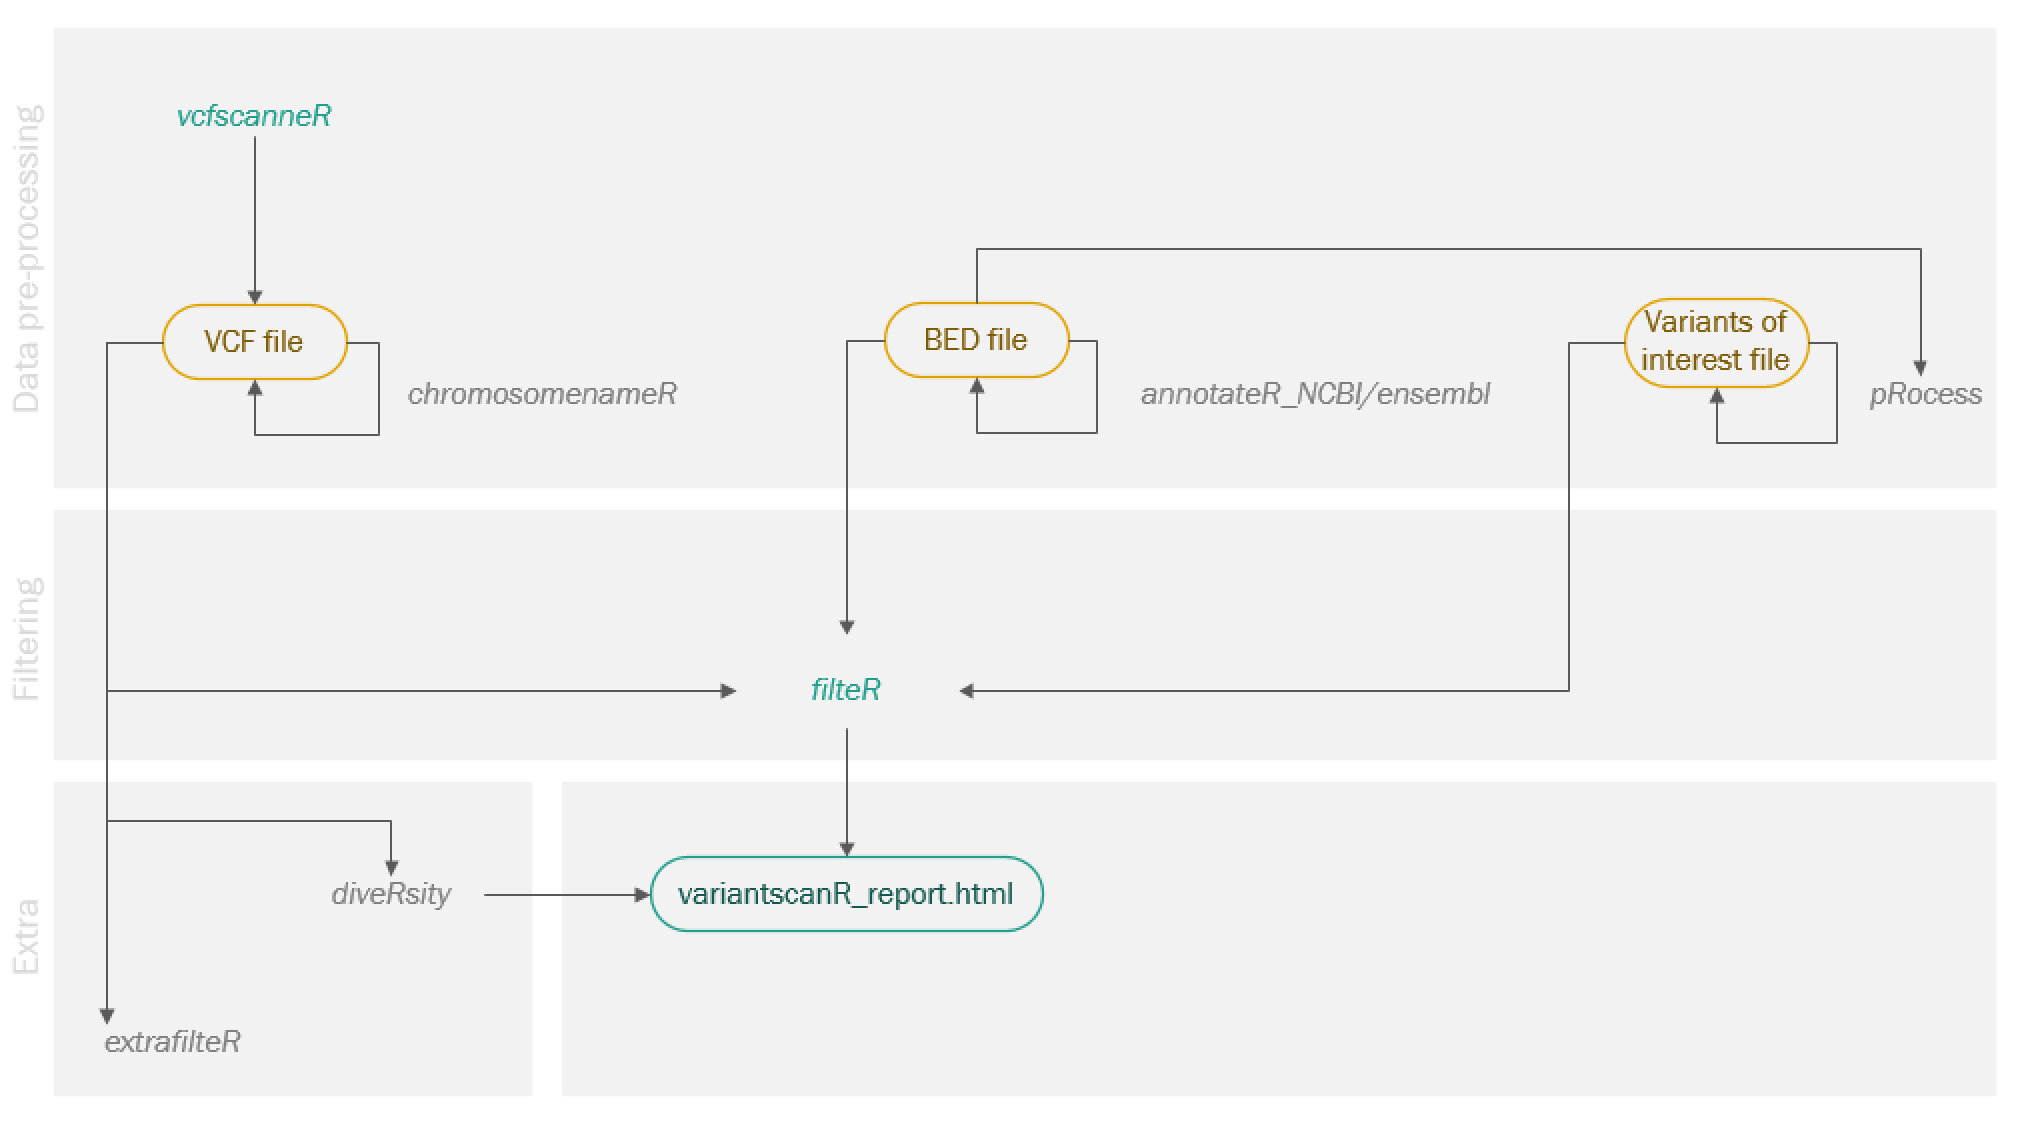 Data pre-processing
vcfscanneR
VCF file
chromosomenameR
BED file
annotateR_NCBI/ensembl
Variants of
interest file
pRocess
Filtering
filteR
Extra
diveRsity
variantscanR_report.html
extrafilteR